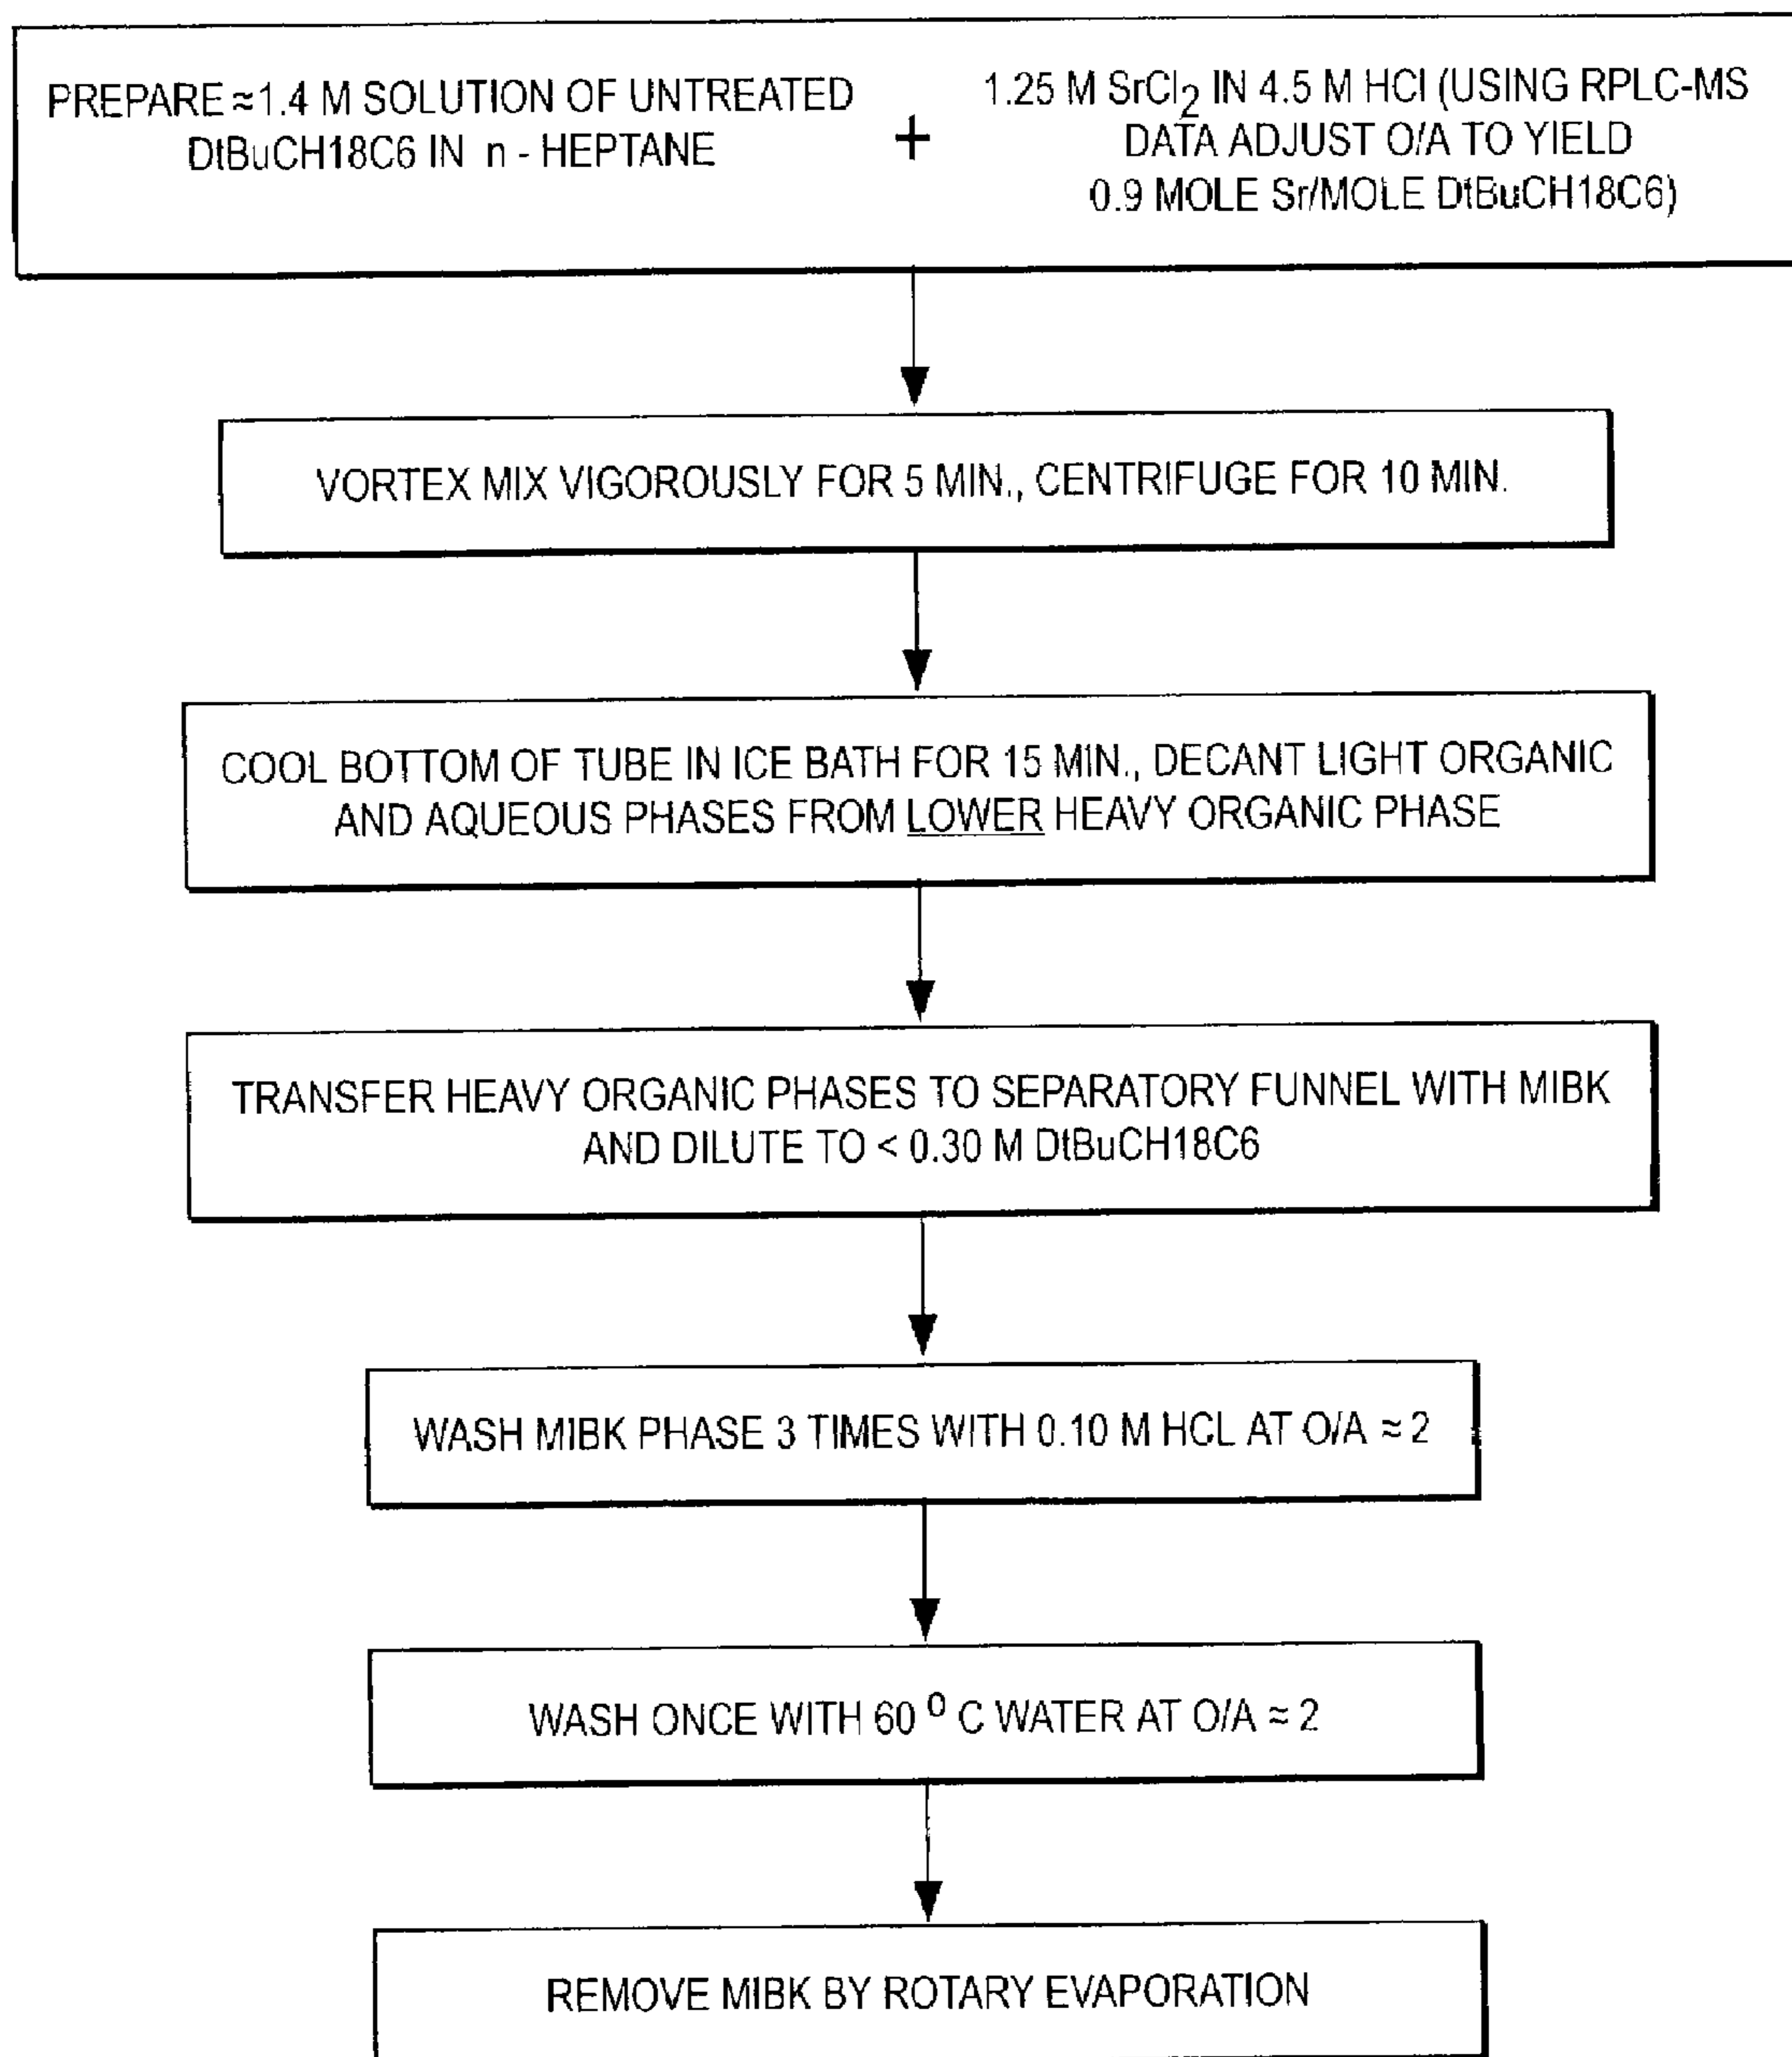 PREPARE ≈1.4 M SOLUTION OF UNTREATED
DtBuCH18C6 IN n - HEPTANE
+
1.25 M SrCl2 IN 4.5 M HCl (USING RPLC-MS
DATA ADJUST O/A TO YIELD
0.9 MOLE Sr/MOLE DtBuCH18C6)
VORTEX MIX VIGOROUSLY FOR 5 MIN., CENTRIFUGE FOR 10 MIN.
COOL BOTTOM OF TUBE IN ICE BATH FOR 15 MIN., DECANT LIGHT ORGANIC
AND AQUEOUS PHASES FROM LOWER HEAVY ORGANIC PHASE
TRANSFER HEAVY ORGANIC PHASES TO SEPARATORY FUNNEL WITH MIBK
AND DILUTE TO < 0.30 M DtBuCH18C6
WASH MIBK PHASE 3 TIMES WITH 0.10 M HCL AT O/A ≈ 2
WASH ONCE WITH 60 º C WATER AT O/A ≈ 2
REMOVE MIBK BY ROTARY EVAPORATION